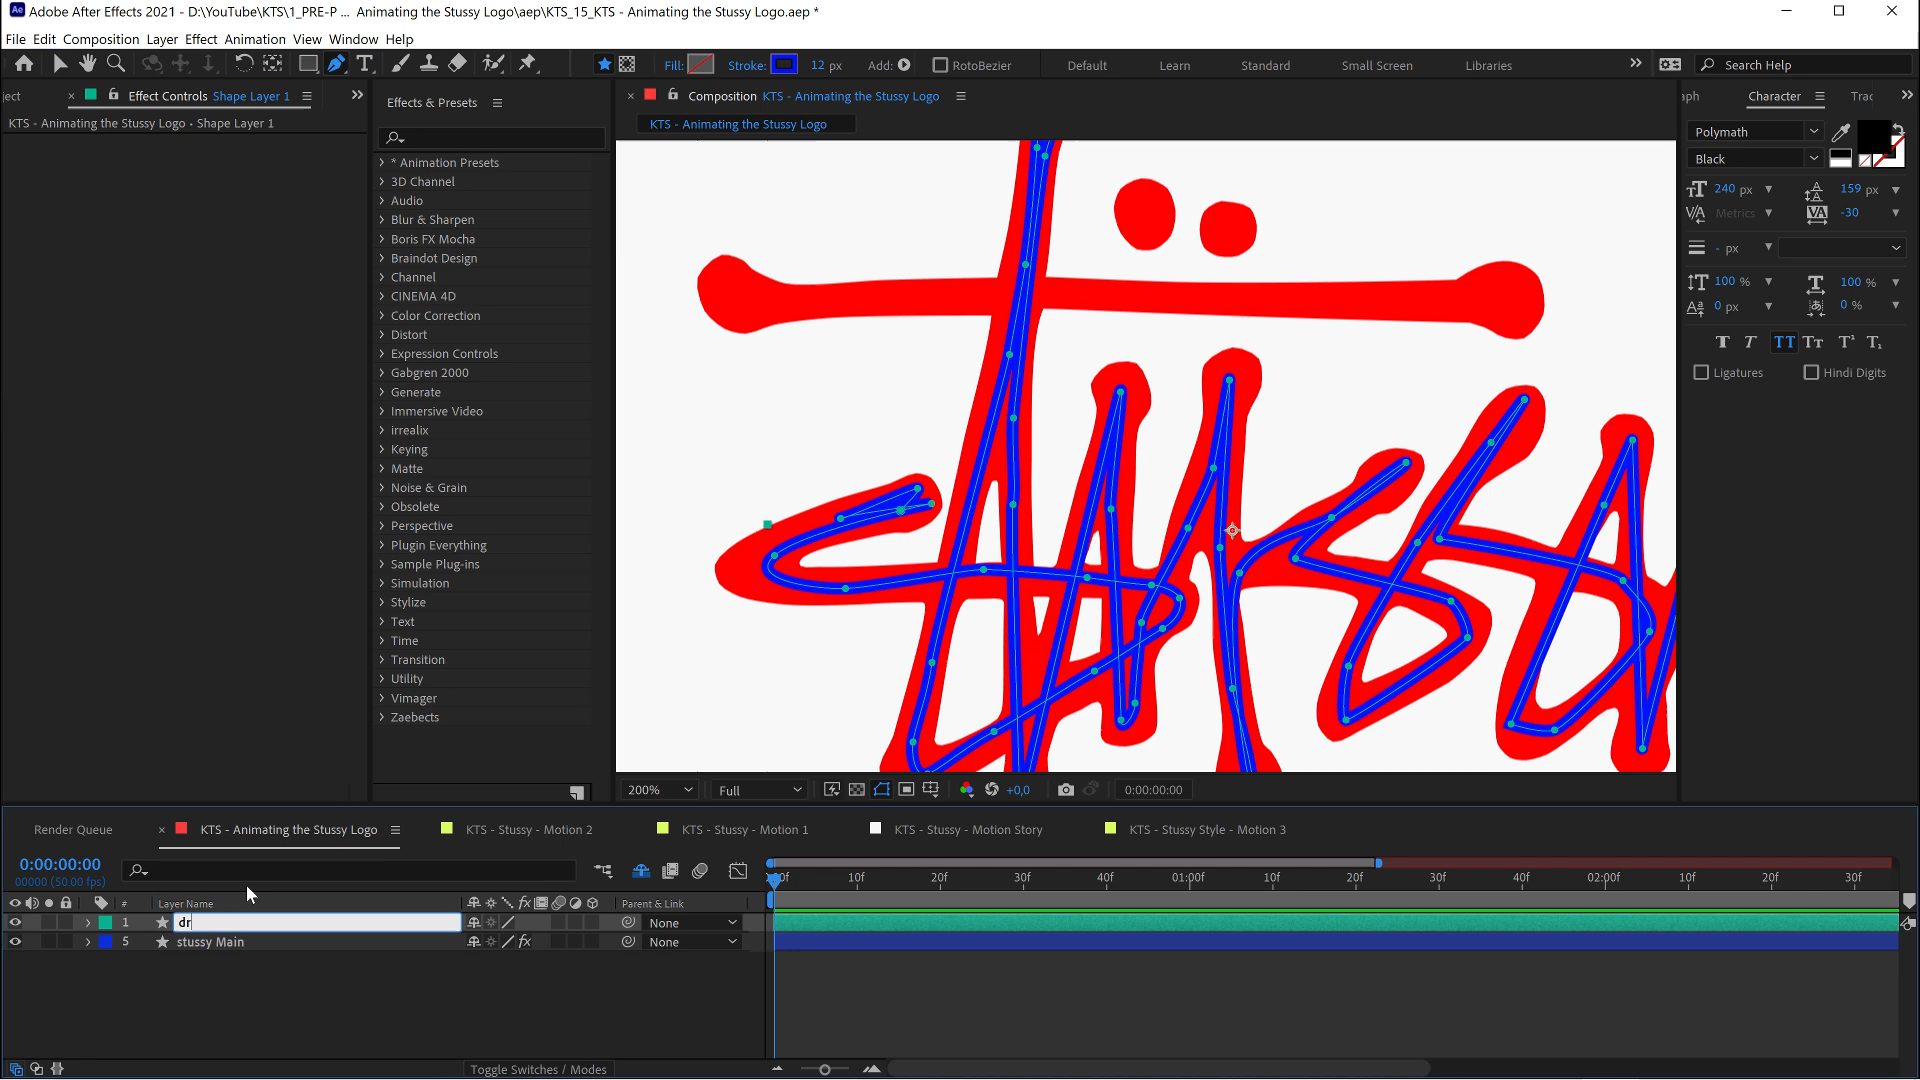 Adobe After Effects 2021 - D:\YouTube\KTS\1_PRE-P ... Animating the Stussy Logo\aep\KTS_15_KTS - Animating the Stussy Logo.aep *
File Edit Composition Layer Effect Animation View Window Help
Fill: Stroke: 12 px Add: RotoBezier Default Learn Standard Small Screen Libraries Search Help
ject Effect Controls Shape Layer 1
KTS - Animating the Stussy Logo • Shape Layer 1
Effects & Presets
* Animation Presets
3D Channel
Audio
Blur & Sharpen
Boris FX Mocha
Braindot Design
Channel
CINEMA 4D
Color Correction
Distort
Expression Controls
Gabgren 2000
Generate
Immersive Video
irrealix
Keying
Matte
Noise & Grain
Obsolete
Perspective
Plugin Everything
Sample Plug-ins
Simulation
Stylize
Text
Time
Transition
Utility
Vimager
Zaebects
Composition KTS - Animating the Stussy Logo
KTS - Animating the Stussy Logo
200% Full +0,0 0:00:00:00
aph Character Trac
Polymath
Black
240 px 159 px
Metrics -30
- px
100 % 100 %
0 px 0 %
T T TT Tт T¹ T₁
Ligatures Hindi Digits
Render Queue KTS - Animating the Stussy Logo KTS - Stussy - Motion 2 KTS - Stussy - Motion 1 KTS - Stussy - Motion Story KTS - Stussy Style - Motion 3
0:00:00:00
00000 (50.00 fps)
:00f 10f 20f 30f 40f 01:00f 10f 20f 30f 40f 02:00f 10f 20f 30f
# Layer Name Parent & Link
1 dr None
5 stussy Main None
Toggle Switches / Modes